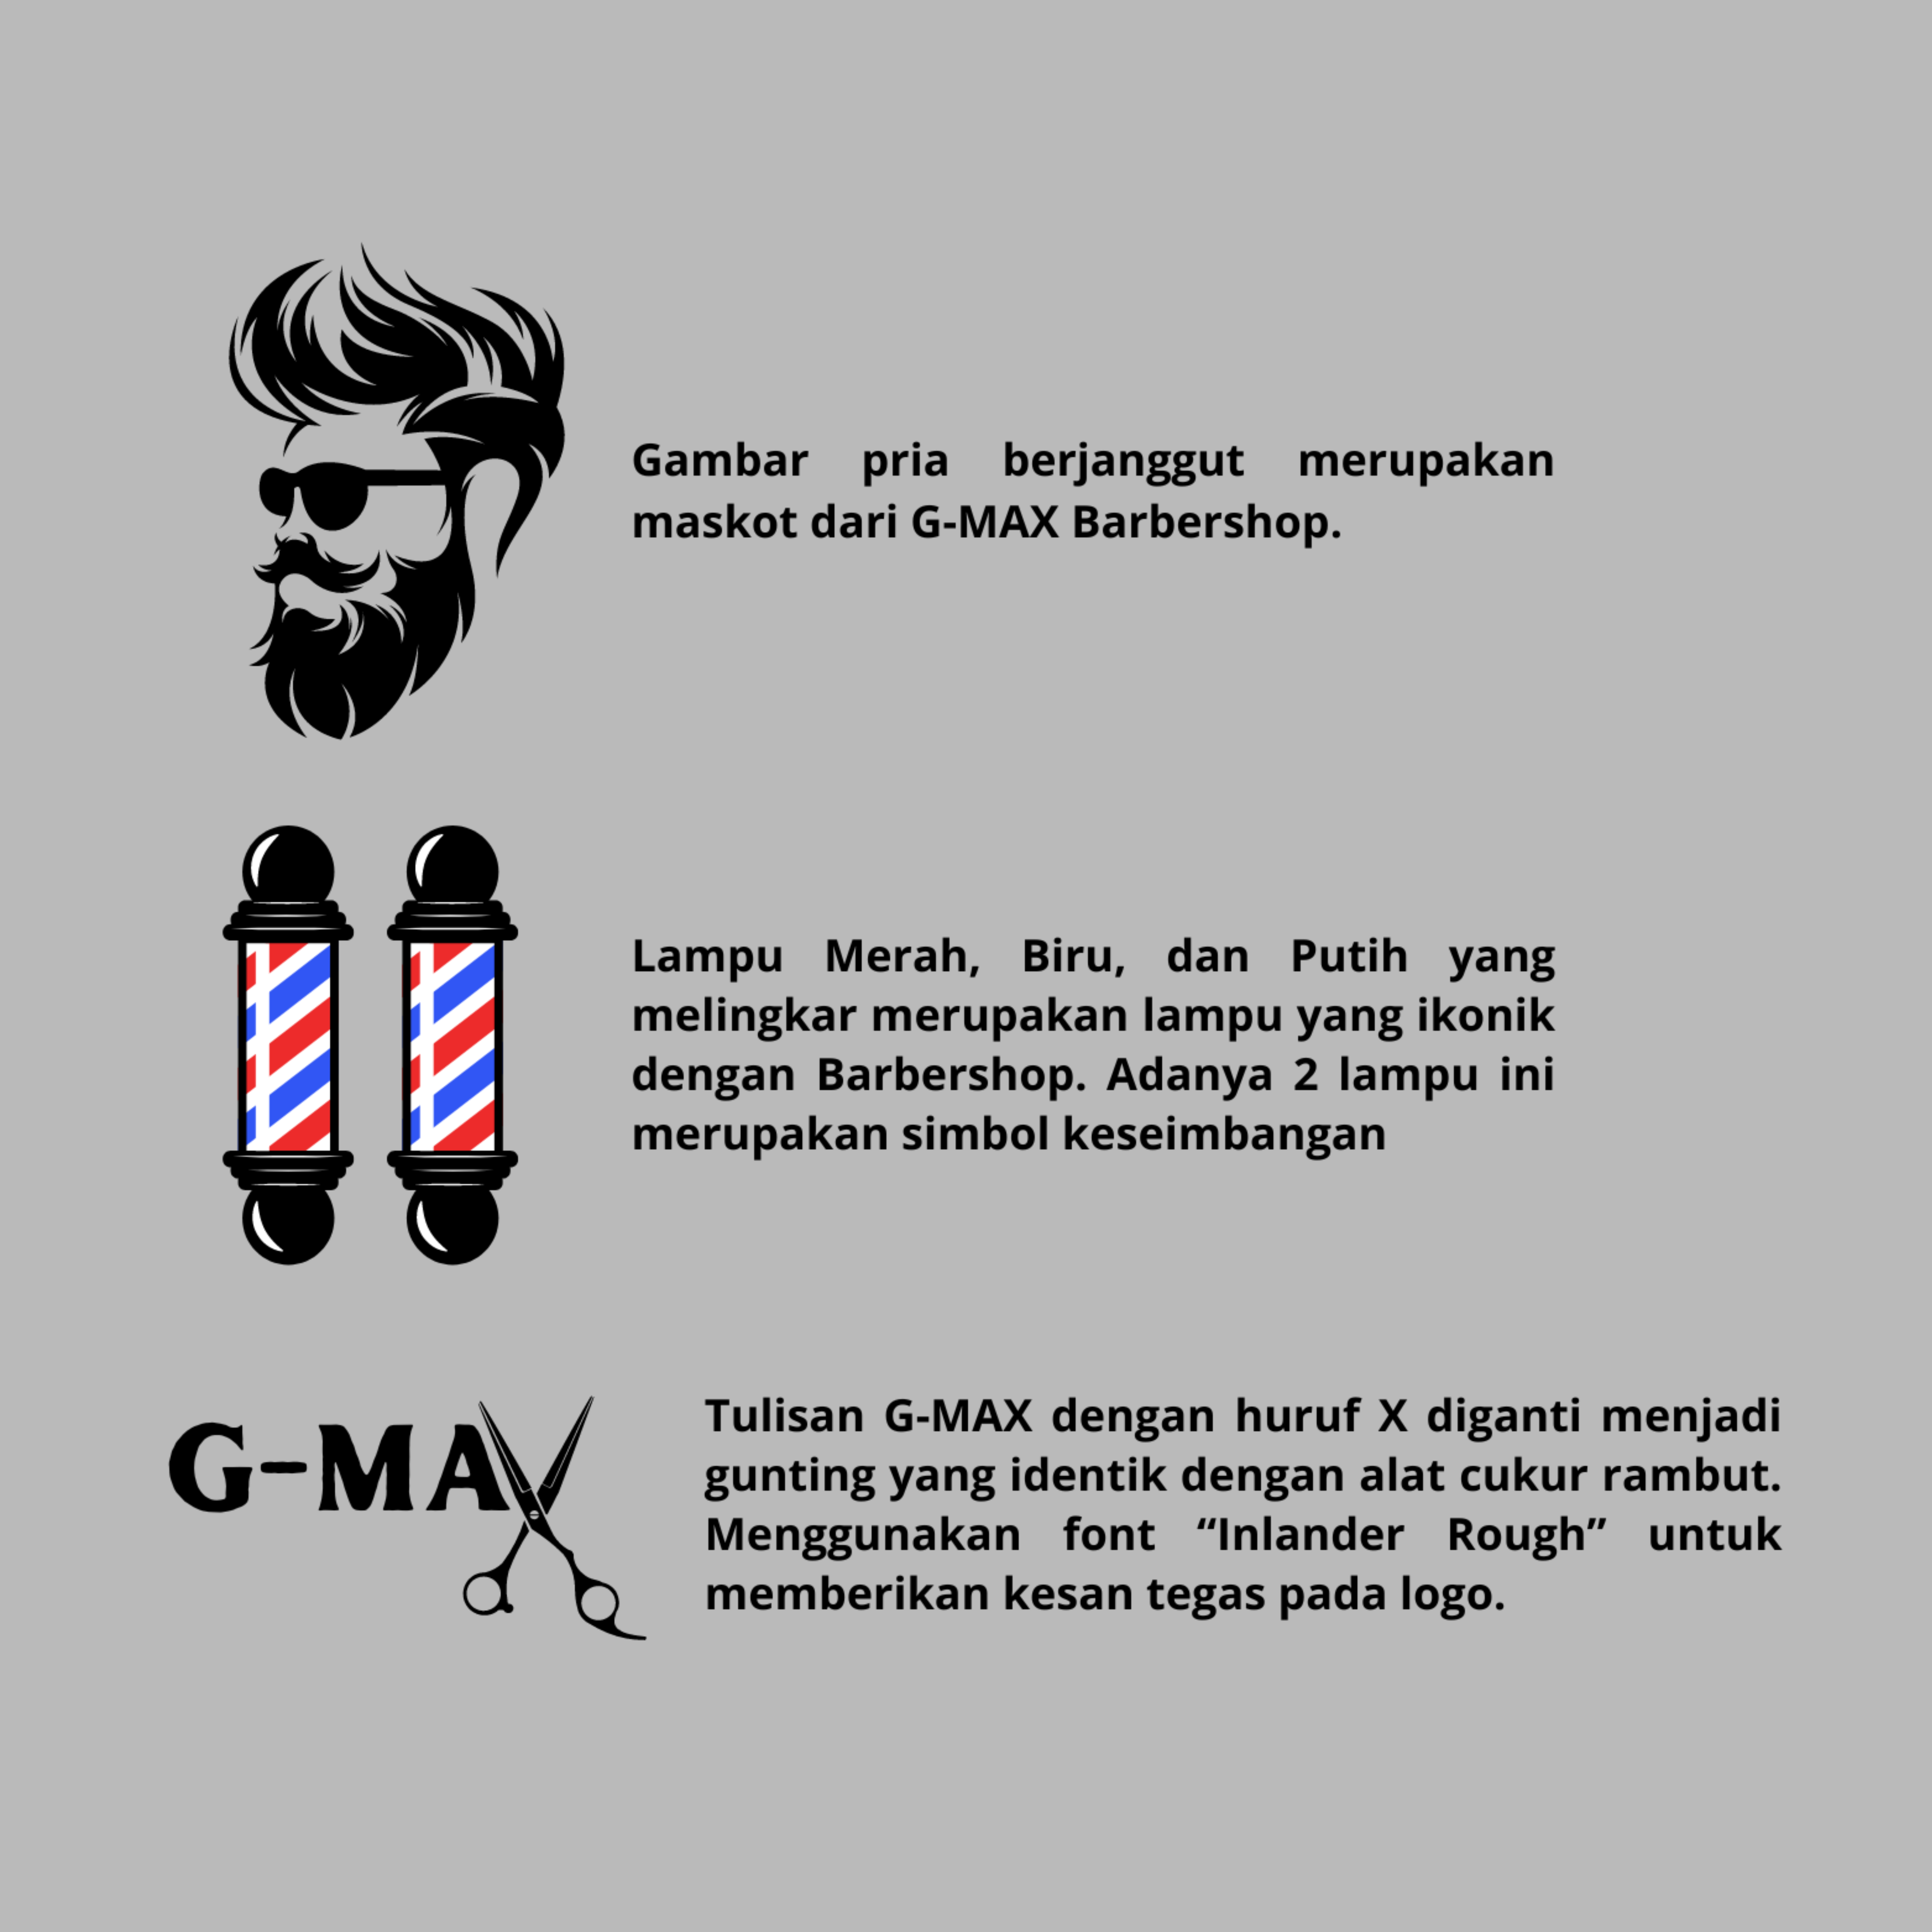 Gambar pria berjanggut merupakan
maskot dari G-MAX Barbershop.
Lampu Merah, Biru, dan Putih yang
melingkar merupakan lampu yang ikonik
dengan Barbershop. Adanya 2 lampu ini
merupakan simbol keseimbangan
G-MA
Tulisan G-MAX dengan huruf X diganti menjadi
gunting yang identik dengan alat cukur rambut.
Menggunakan font “Inlander Rough” untuk
memberikan kesan tegas pada logo.